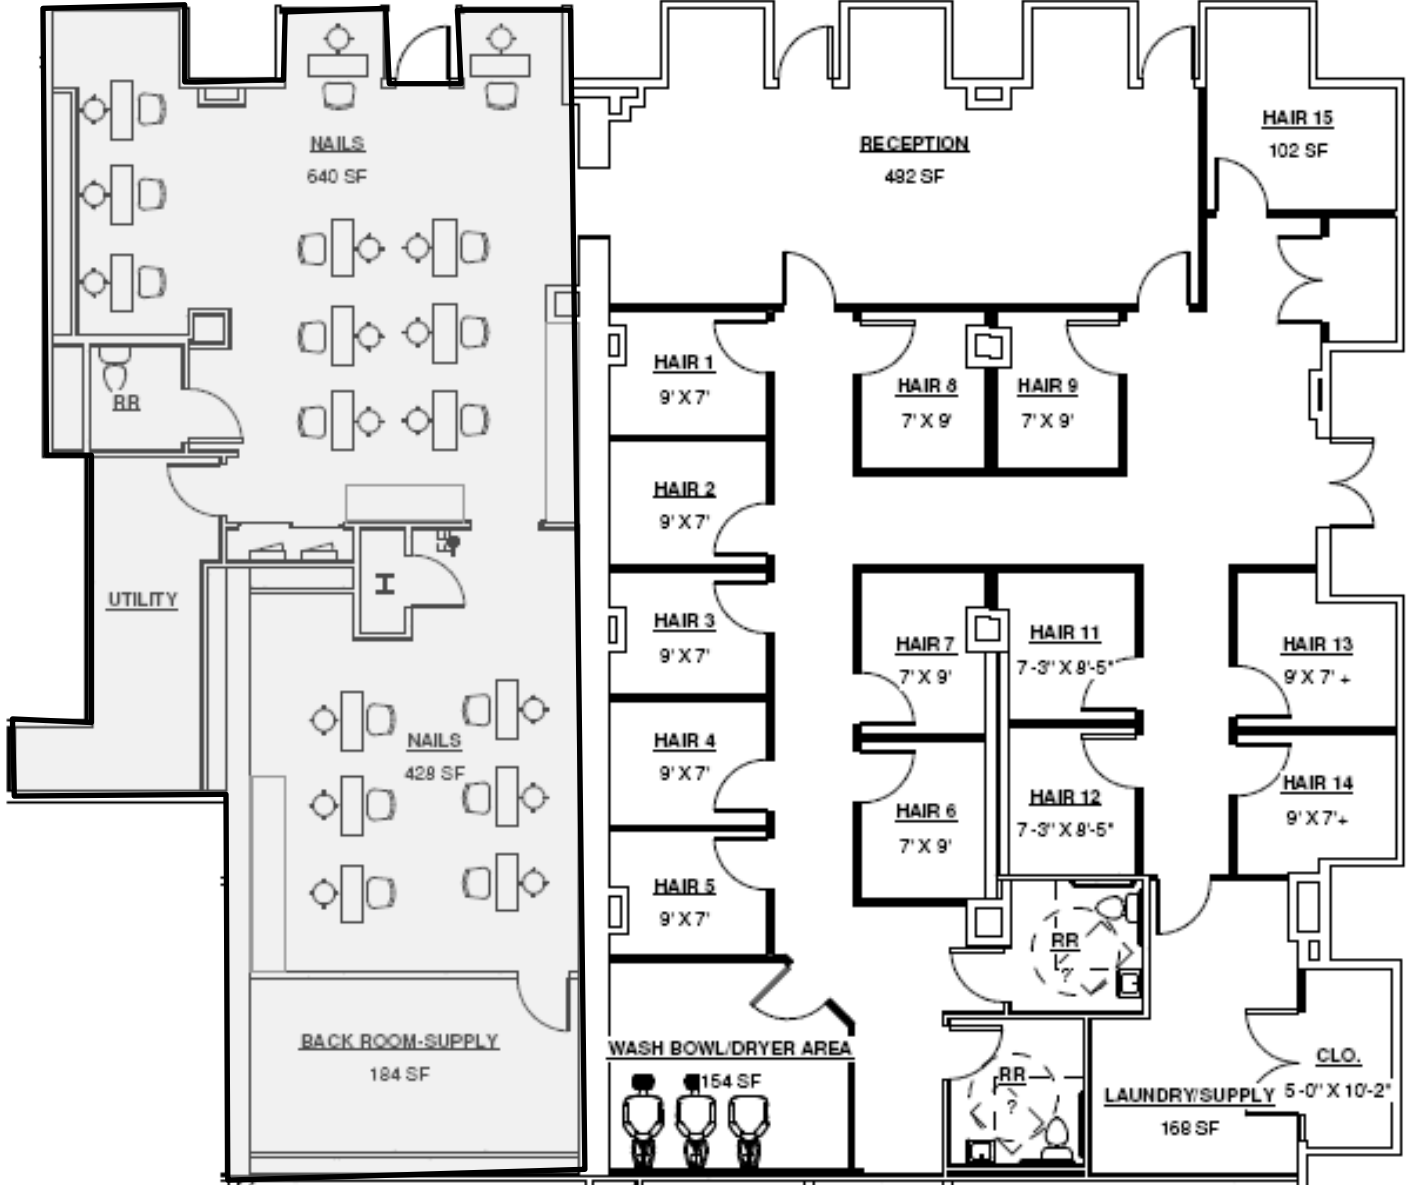 NAILS
640 SF
RR
UTILITY
H
NAILS
428 SF
BACK ROOM-SUPPLY
184 SF
RECEPTION
482 SF
HAIR 15
102 SF
HAIR 1
9' X 7'
HAIR 2
9' X 7'
HAIR 3
9' X 7'
HAIR 4
9' X 7'
HAIR 5
9' X 7'
HAIR 8
7' X 9'
HAIR 9
7' X 9'
HAIR 7
7' X 9'
HAIR 11
7 -3" X 8'-5"
HAIR 13
9' X 7' +
HAIR 6
7' X 9'
HAIR 12
7 -3" X 8'-5"
HAIR 14
9' X 7'+
RR
?
WASH BOWL/DRYER AREA
154 SF
RR
?
LAUNDRY/SUPPLY
168 SF
CLO.
5 -0" X 10'-2"